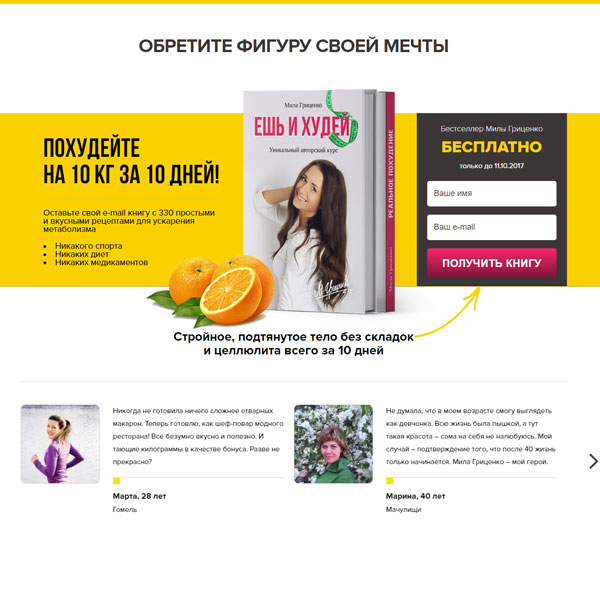 ОБРЕТИТЕ ФИГУРУ СВОЕЙ МЕЧТЫ
ПОХУДЕЙТЕ
НА 10 КГ ЗА 10 ДНЕЙ!
Оставьте свой e-mail книгу с 330 простыми
и вкусными рецептами для ускарения
метаболизма
Никакого спорта
Никаких диет
Никаких медикаментов
Мила Гриценко
ЕШЬ И ХУДЕЙ
Уникальный авторский курс
РЕАЛЬНОЕ ПОХУДЕНИЕ
Мила Гриценко
Бестселлер Милы Гриценко
БЕСПЛАТНО
только до 11.10.2017
Ваше имя
Ваш e-mail
ПОЛУЧИТЬ КНИГУ
Стройное, подтянутое тело без складок
и целлюлита всего за 10 дней
Никогда не готовила ничего сложнее отварных
макарон. Теперь готовлю, как шеф-повар модного
ресторана! Все безумно вкусно и полезно. И
тающие килограммы в качестве бонуса. Разве не
прекрасно?
Марта, 28 лет
Гомель
Не думала, что в моем возрасте смогу выглядеть
как девчонка. Всю жизнь была пышкой, а тут
такая красота – сама на себя не налюбуюсь. Мой
случай – подтверждение того, что после 40 жизнь
только начинается. Мила Гриценко – мой герой.
Марина, 40 лет
Мачулищи